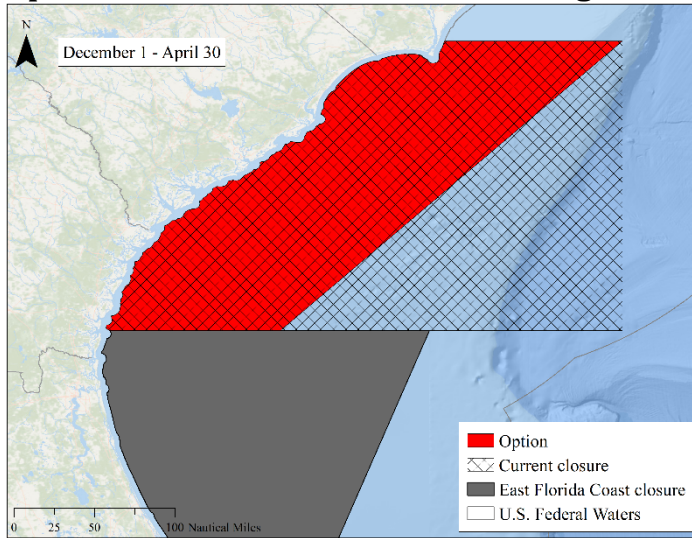 N
December 1 - April 30
Option
Current closure
East Florida Coast closure
U.S. Federal Waters
0 25 50 100 Nautical Miles